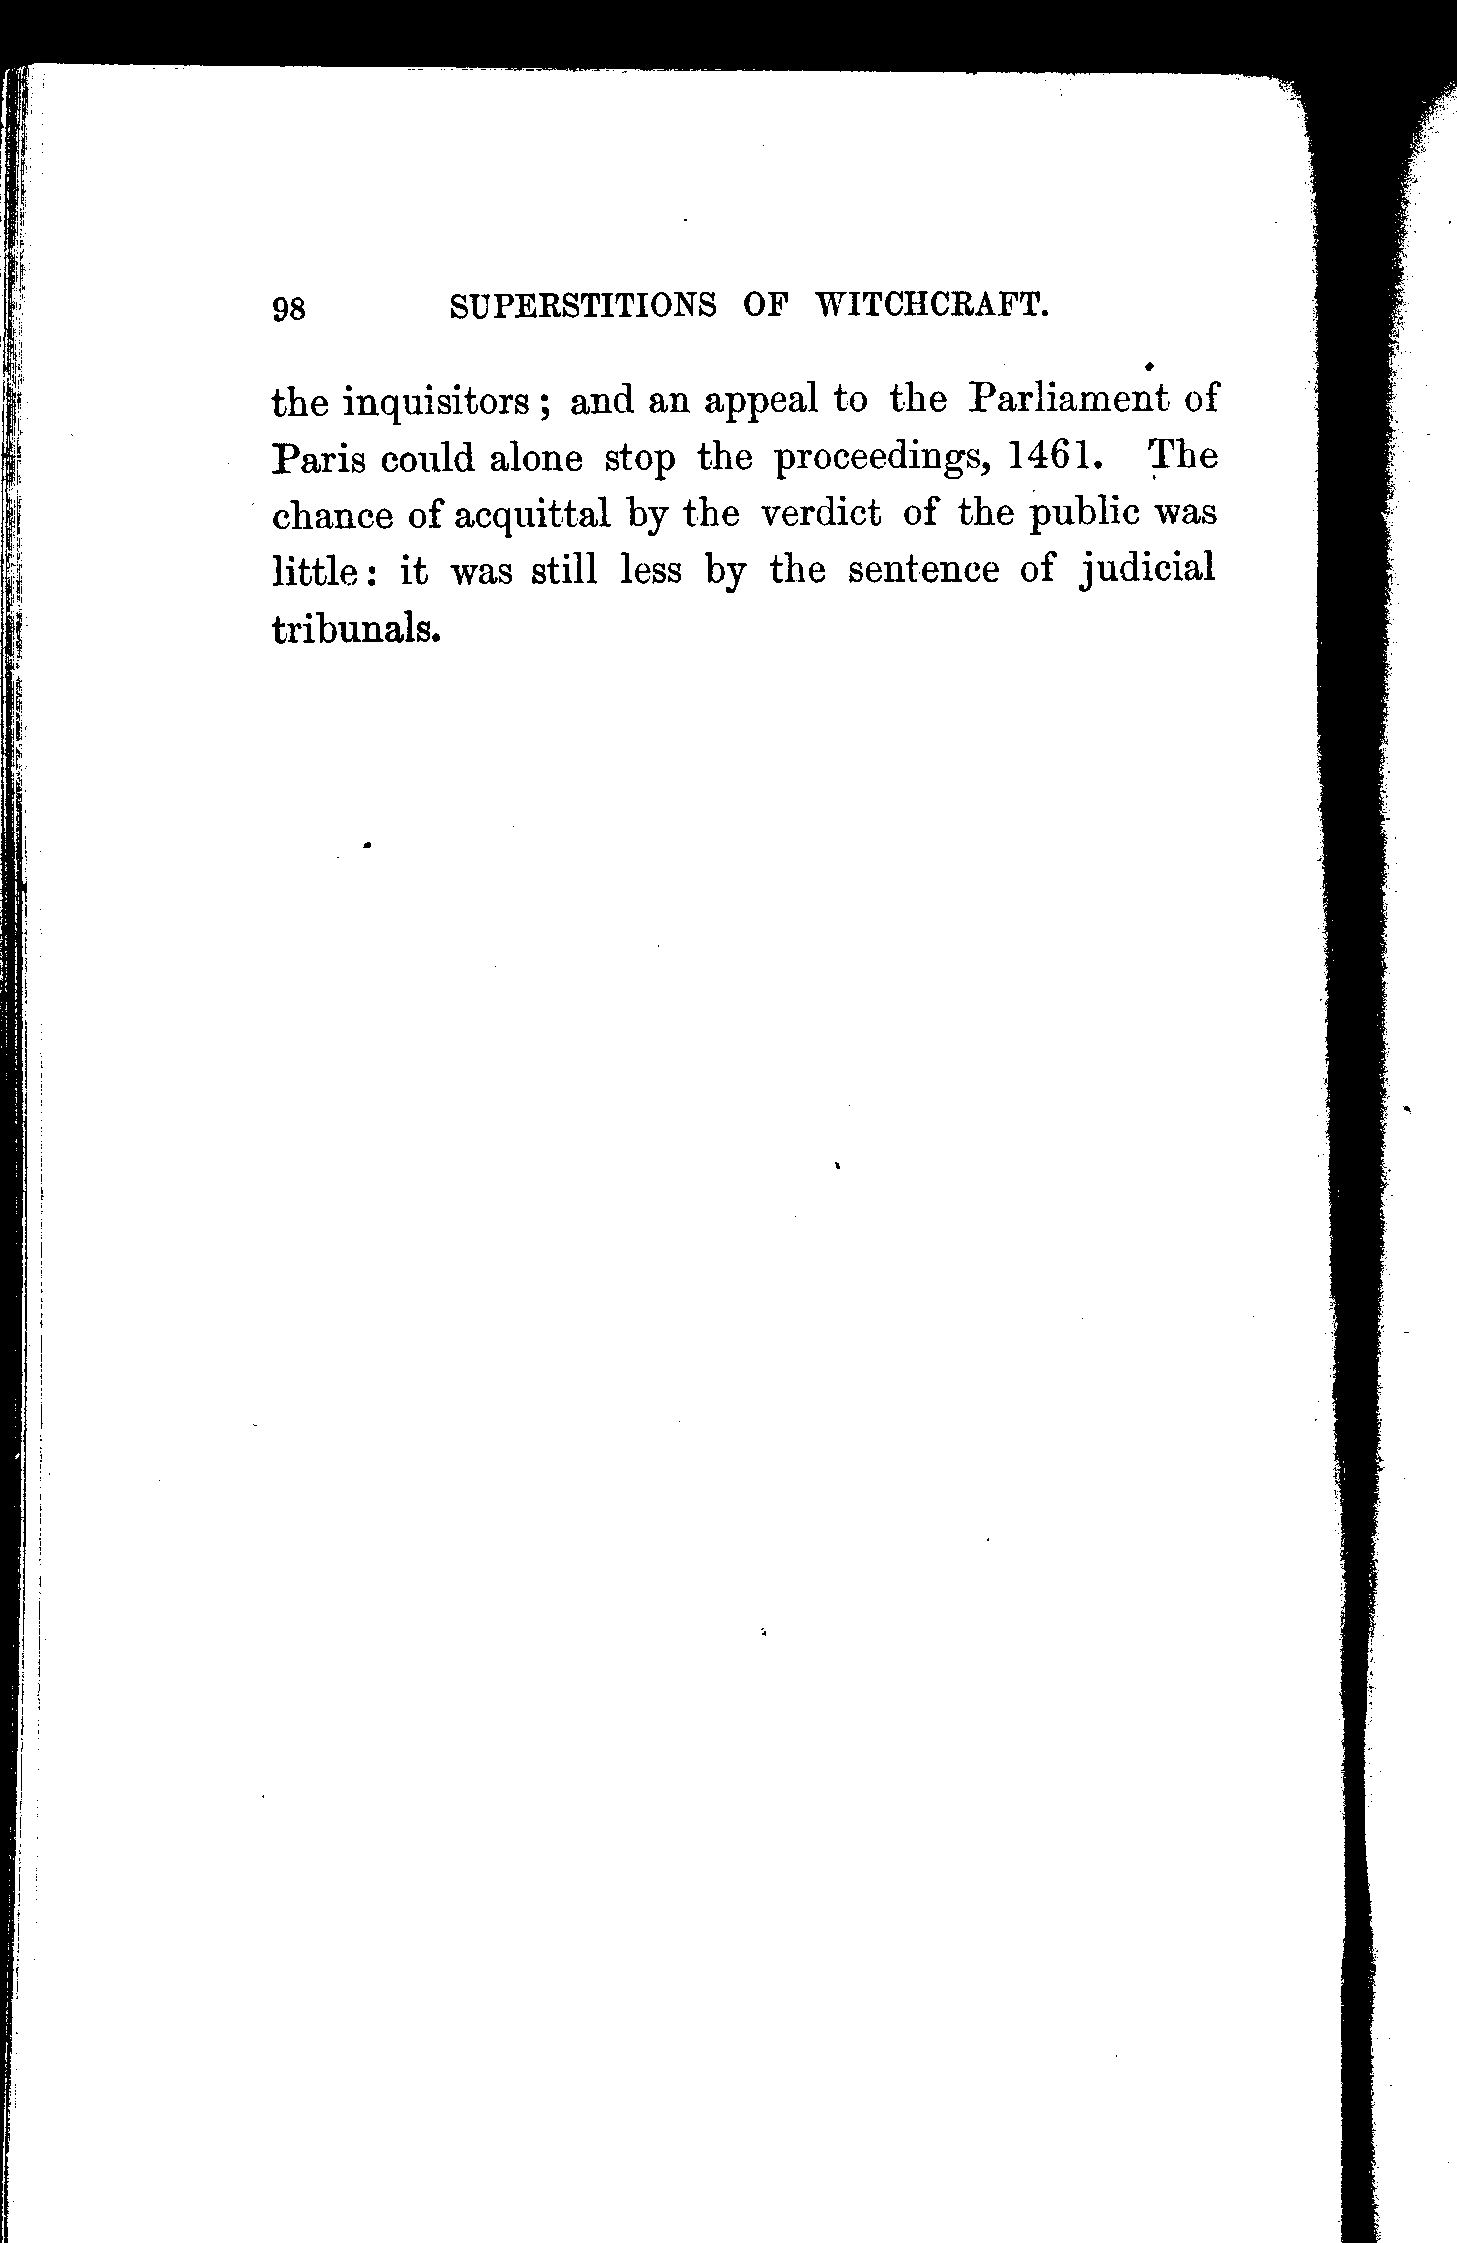 98 SUPERSTITIONS OF WITCHCRAFT.
the inquisitors; and an appeal to the Parliament of
Paris could alone stop the proceedings, 1461. The
chance of acquittal by the verdict of the public was
little: it was still less by the sentence of judicial
tribunals.